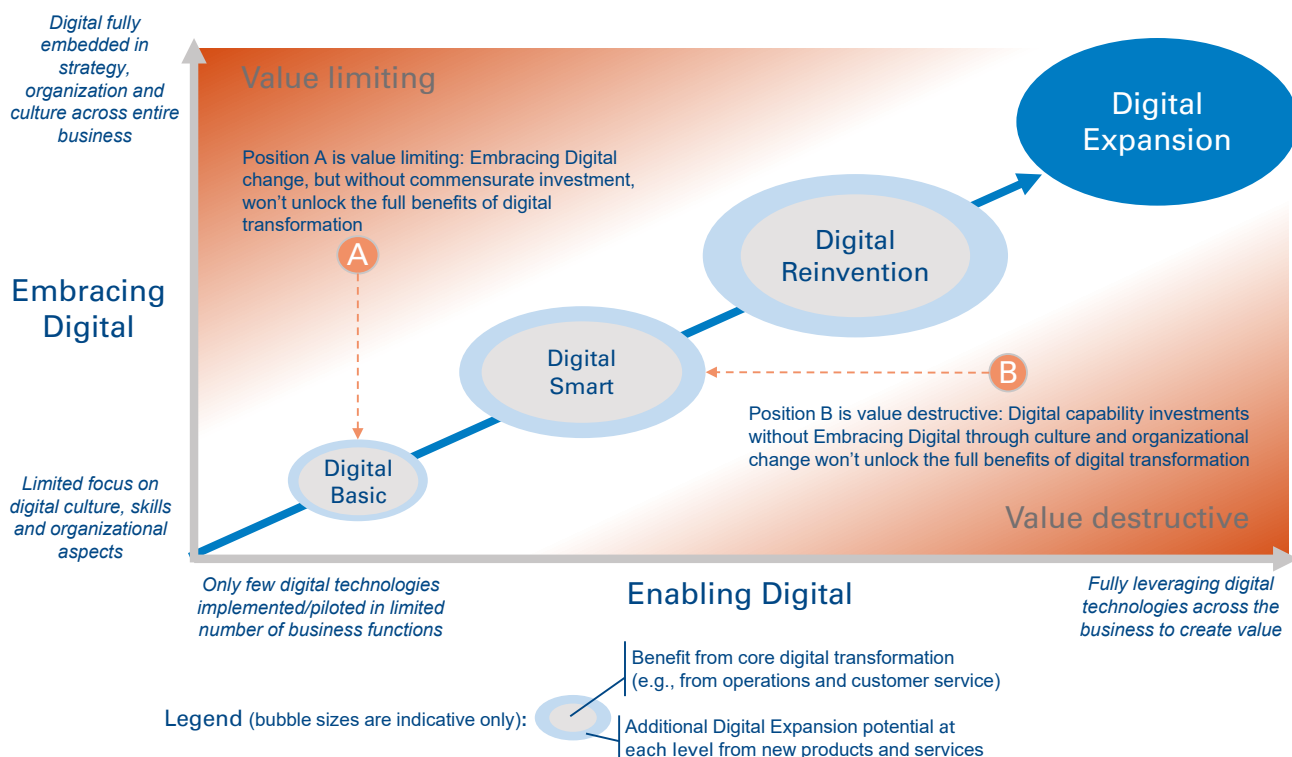 Digital fully
embedded in
strategy,
organization and
culture across entire
business
Value limiting
Digital
Expansion
Position A is value limiting: Embracing Digital
change, but without commensurate investment,
won’t unlock the full benefits of digital
transformation
A
Digital
Reinvention
Embracing
Digital
Digital
Smart
B
Position B is value destructive: Digital capability investments
without Embracing Digital through culture and organizational
change won’t unlock the full benefits of digital transformation
Digital
Basic
Limited focus on
digital culture, skills
and organizational
aspects
Value destructive
Only few digital technologies
implemented/piloted in limited
number of business functions
Enabling Digital
Fully leveraging digital
technologies across the
business to create value
Benefit from core digital transformation
(e.g., from operations and customer service)
Legend (bubble sizes are indicative only):
Additional Digital Expansion potential at
each level from new products and services